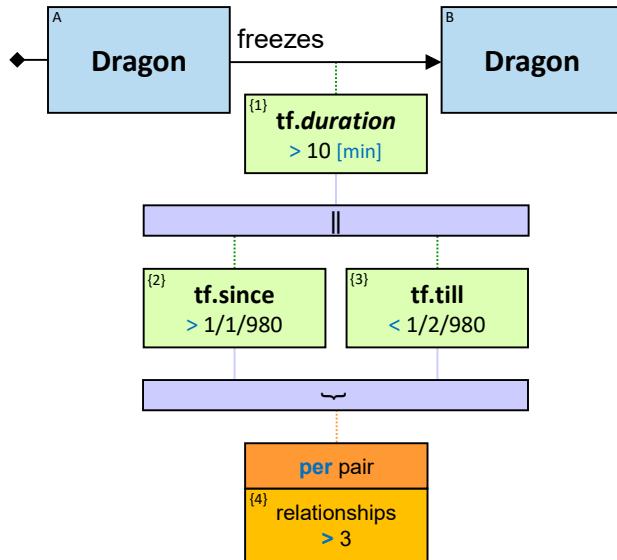 A
Dragon
freezes
B
Dragon
{1}
tf.duration
> 10 [min]
||
{2}
tf.since
> 1/1/980
{3}
tf.till
< 1/2/980
}
per pair
{4}
relationships
> 3